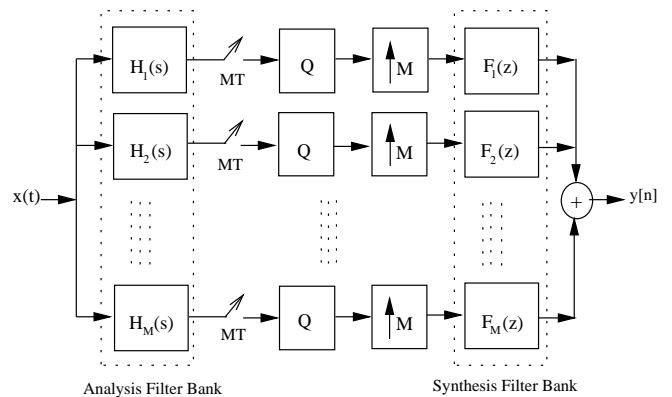 H1(s) MT Q M F1(z)
H2(s) MT Q M F2(z)
x(t) + y[n]
HM(s) MT Q M FM(z)
Analysis Filter Bank Synthesis Filter Bank